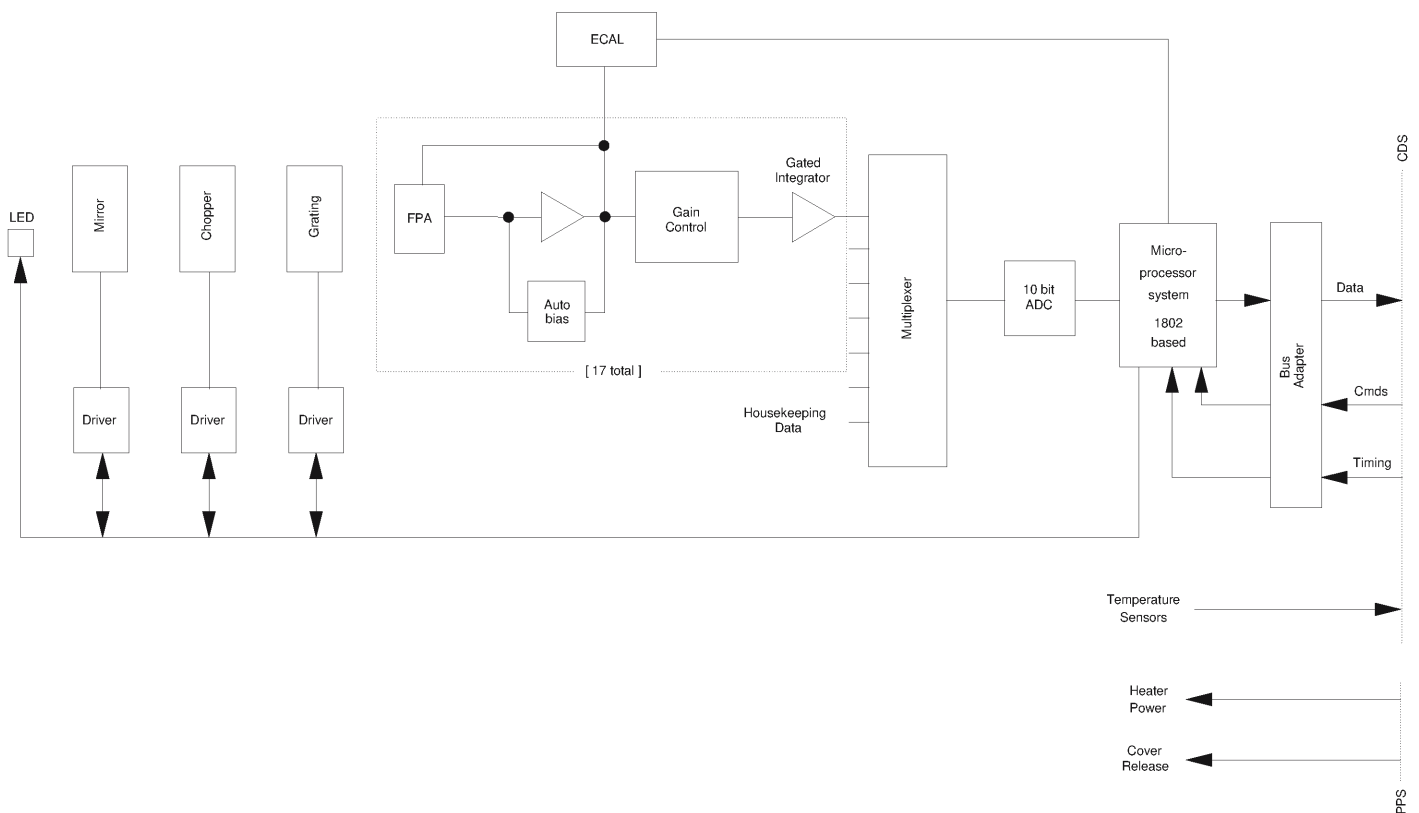 ECAL
CDS
LED
Mirror
Chopper
Grating
FPA
Gain
Control
Gated
Integrator
Auto
bias
[ 17 total ]
Multiplexer
10 bit
ADC
Micro-
processor
system
1802
based
Bus
Adapter
Data
Cmds
Timing
Driver
Driver
Driver
Housekeeping
Data
Temperature
Sensors
Heater
Power
Cover
Release
PPS